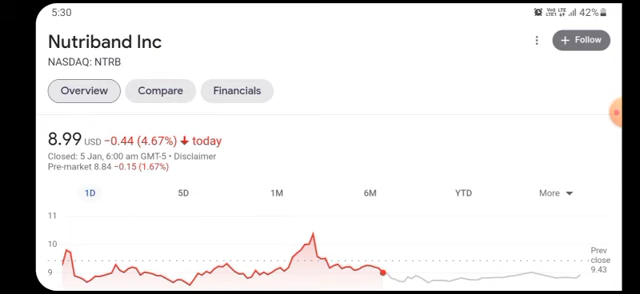 5:30
42%
Nutriband Inc
+ Follow
NASDAQ: NTRB
Overview
Compare
Financials
8.99 USD −0.44 (4.67%) today
Closed: 5 Jan, 6:00 am GMT-5 • Disclaimer
Pre-market 8.84 −0.15 (1.67%)
1D
5D
1M
6M
YTD
More
11
10
9
Prev
close
9.43